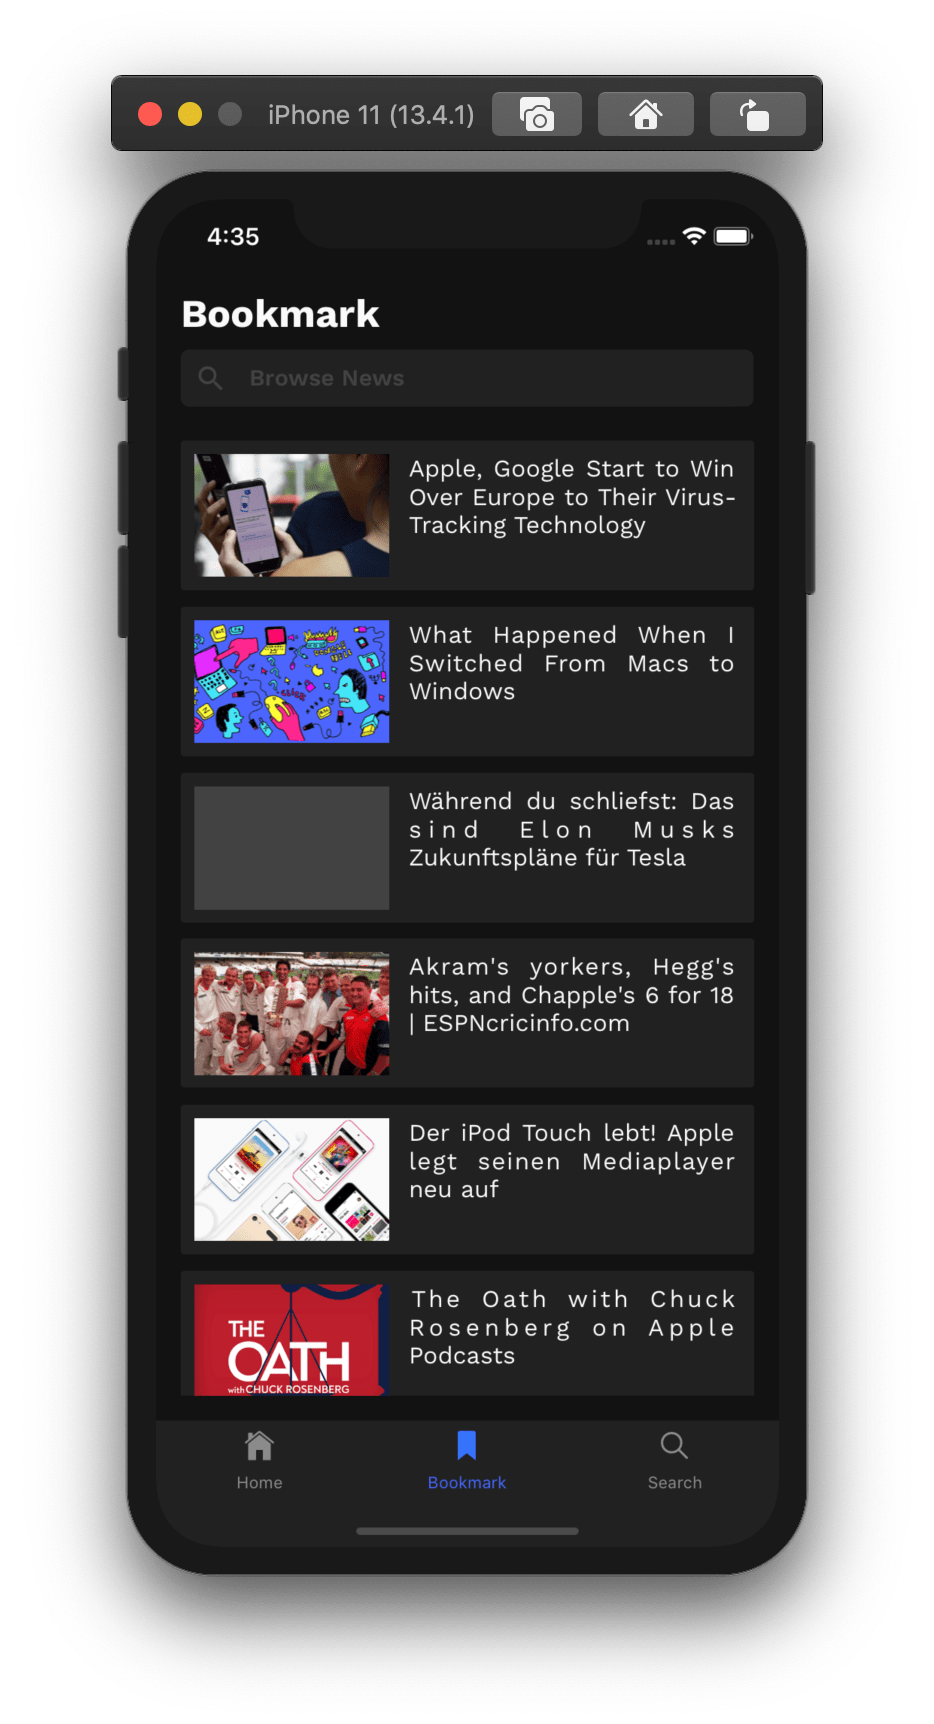 iPhone 11 (13.4.1)
4:35
Bookmark
Browse News
Apple, Google Start to Win
Over Europe to Their Virus-
Tracking Technology
What Happened When I
Switched From Macs to
Windows
Während du schliefst: Das
sind Elon Musks
Zukunftspläne für Tesla
Akram's yorkers, Hegg's
hits, and Chapple's 6 for 18
| ESPNcricinfo.com
Der iPod Touch lebt! Apple
legt seinen Mediaplayer
neu auf
THE
OATH
with CHUCK ROSENBERG
The Oath with Chuck
Rosenberg on Apple
Podcasts
Home
Bookmark
Search